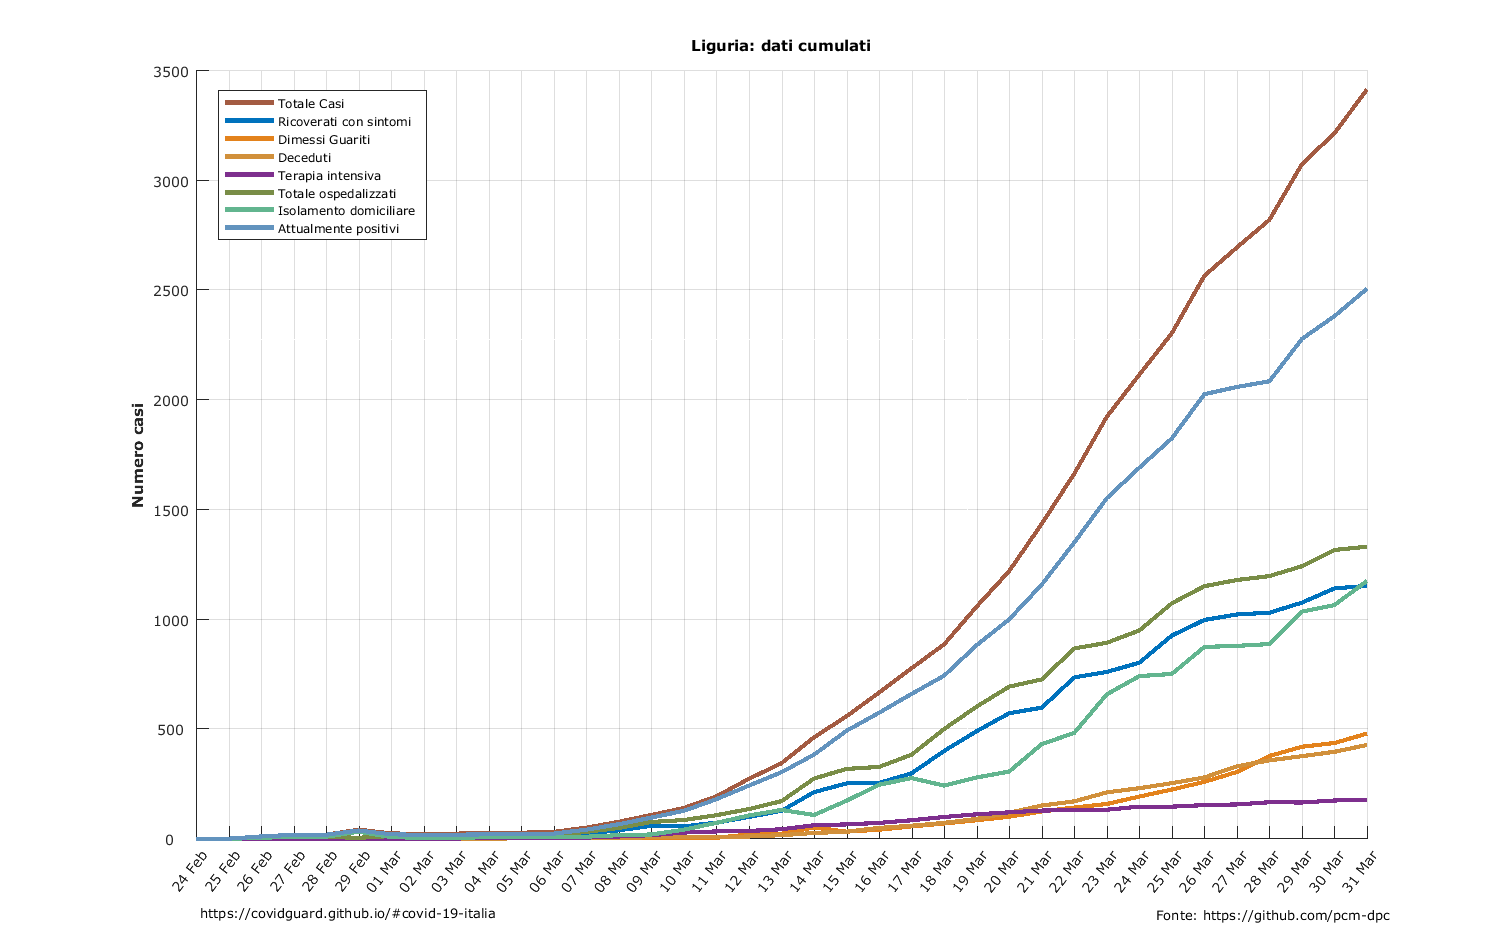 Liguria: dati cumulati
3500
3000
2500
2000
1500
1000
500
0
Numero casi
Totale Casi
Ricoverati con sintomi
Dimessi Guariti
Deceduti
Terapia intensiva
Totale ospedalizzati
Isolamento domiciliare
Attualmente positivi
24 Feb
25 Feb
26 Feb
27 Feb
28 Feb
29 Feb
01 Mar
02 Mar
03 Mar
04 Mar
05 Mar
06 Mar
07 Mar
08 Mar
09 Mar
10 Mar
11 Mar
12 Mar
13 Mar
14 Mar
15 Mar
16 Mar
17 Mar
18 Mar
19 Mar
20 Mar
21 Mar
22 Mar
23 Mar
24 Mar
25 Mar
26 Mar
27 Mar
28 Mar
29 Mar
30 Mar
31 Mar
https://covidguard.github.io/#covid-19-italia
Fonte: https://github.com/pcm-dpc